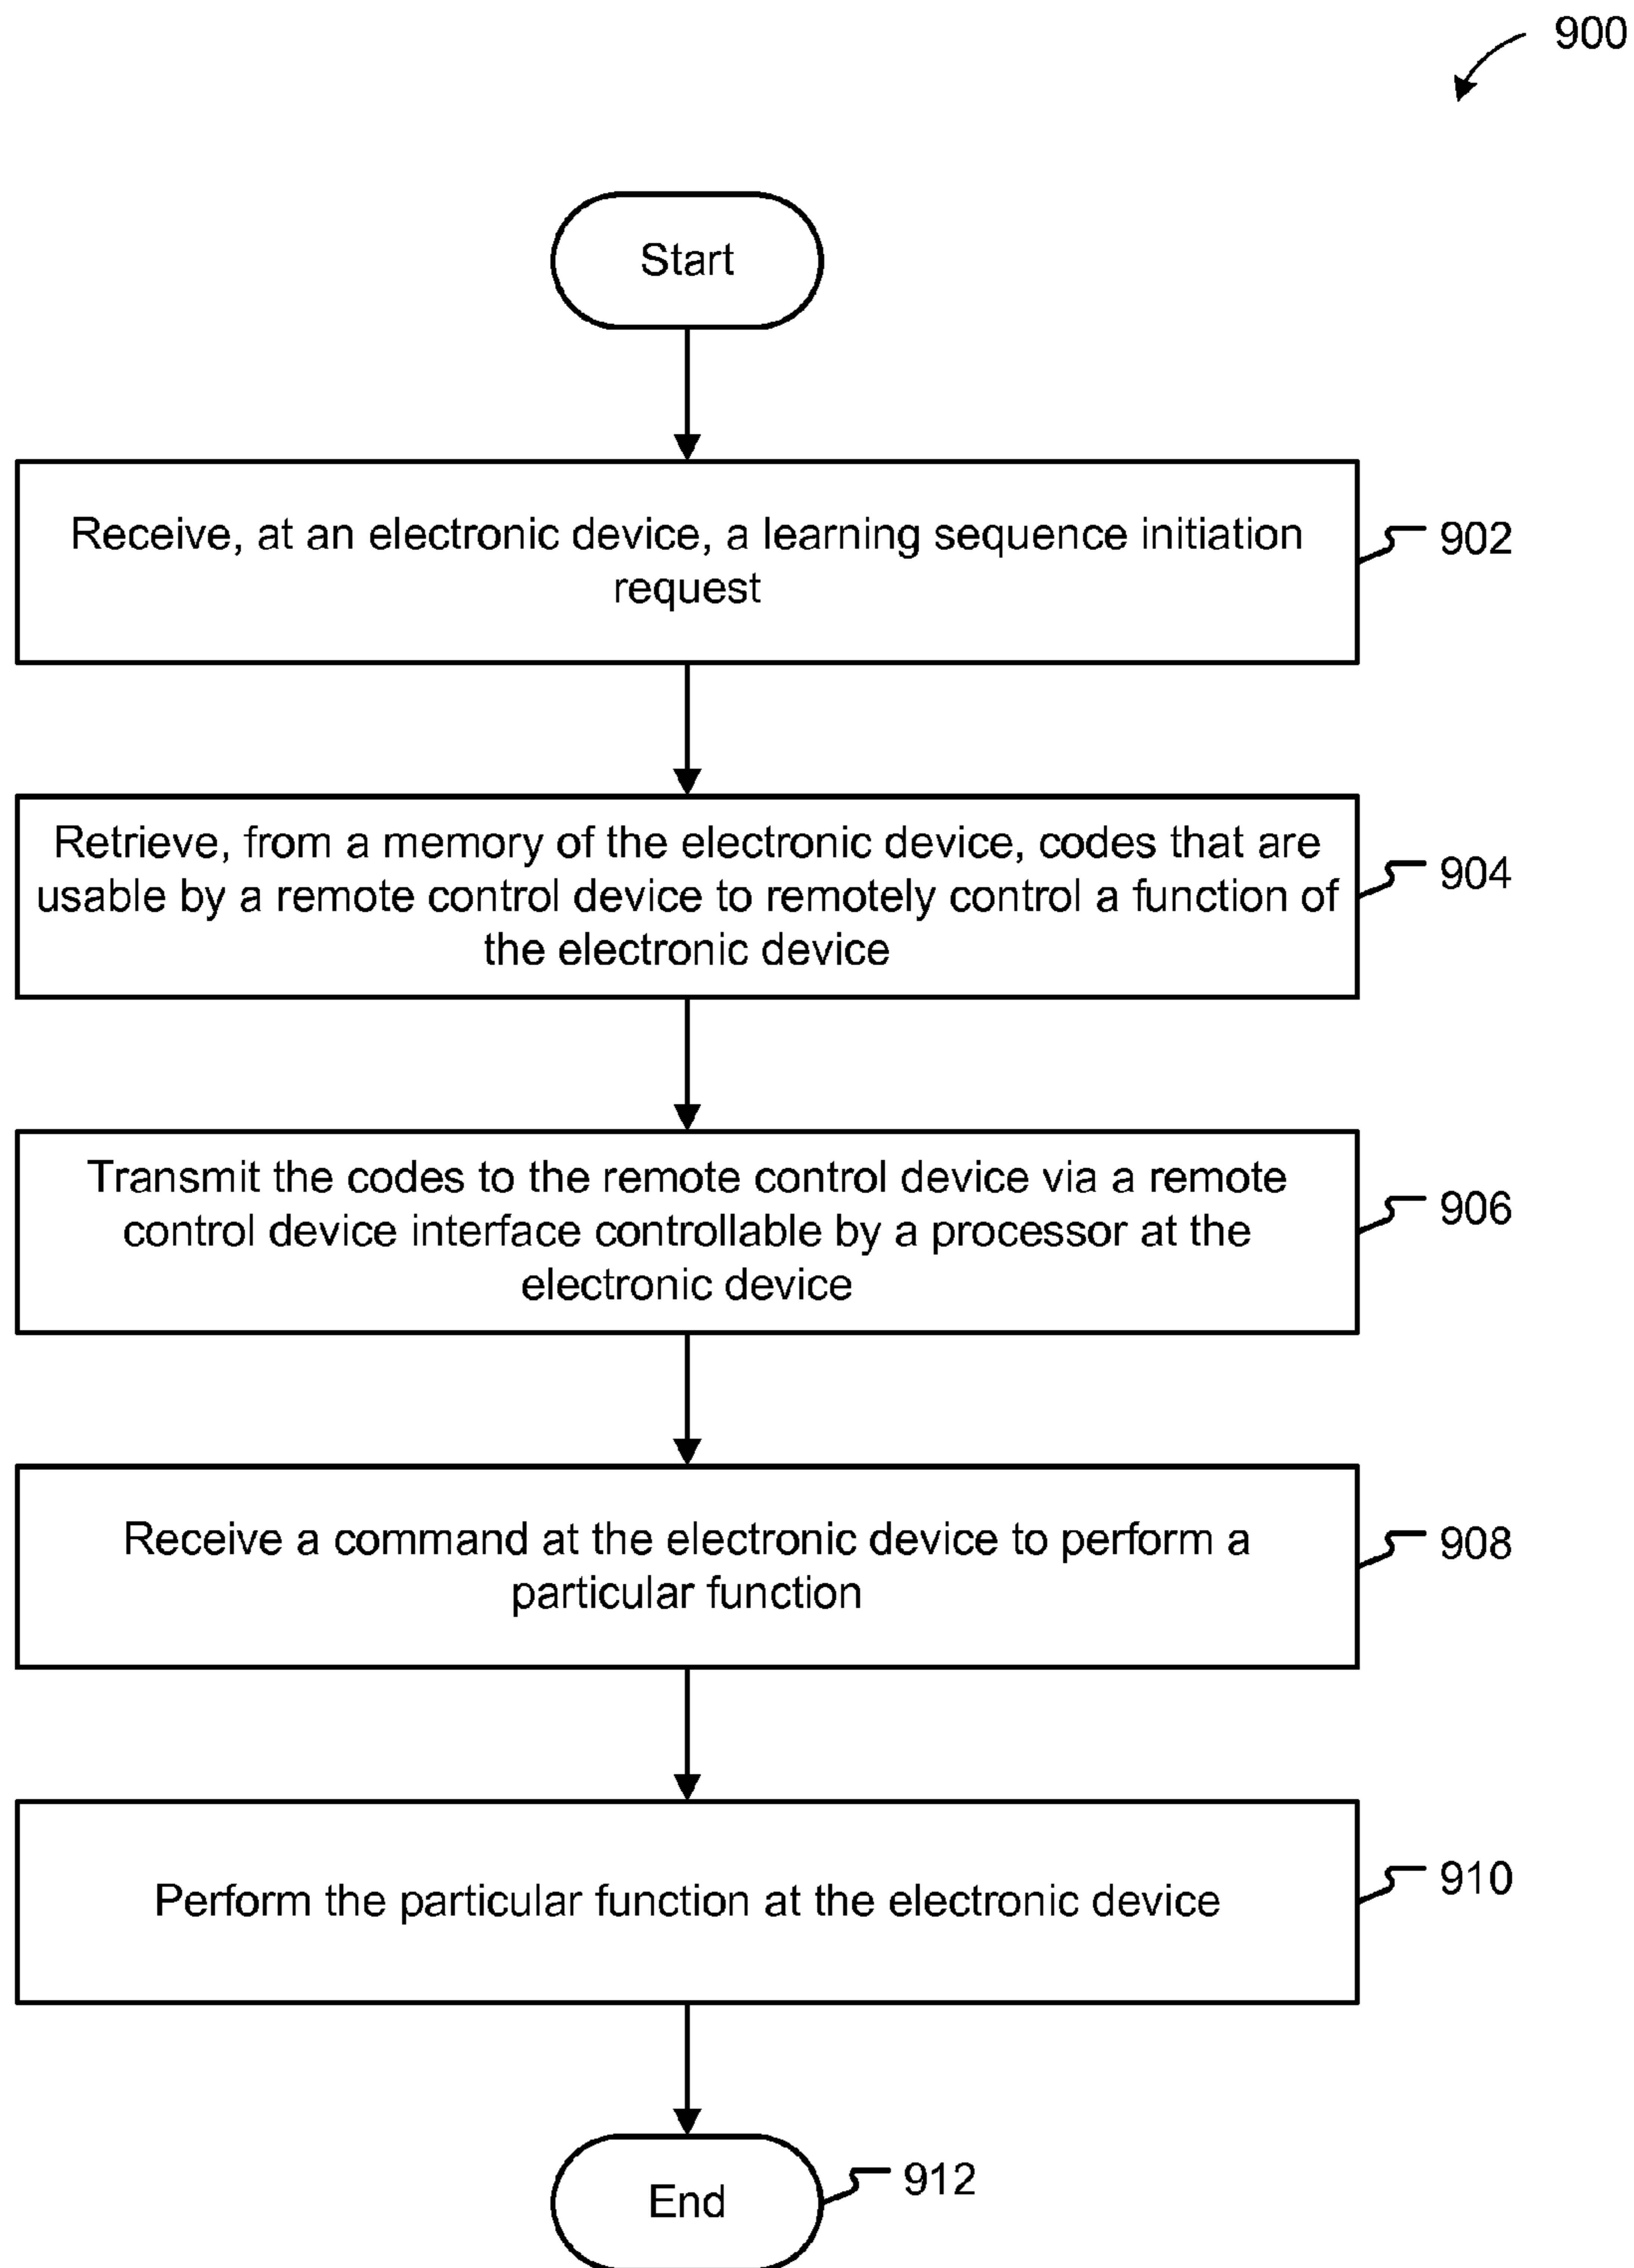 900
Start
Receive, at an electronic device, a learning sequence initiation
request
902
Retrieve, from a memory of the electronic device, codes that are
usable by a remote control device to remotely control a function of
the electronic device
904
Transmit the codes to the remote control device via a remote
control device interface controllable by a processor at the
electronic device
906
Receive a command at the electronic device to perform a
particular function
908
Perform the particular function at the electronic device
910
End
912